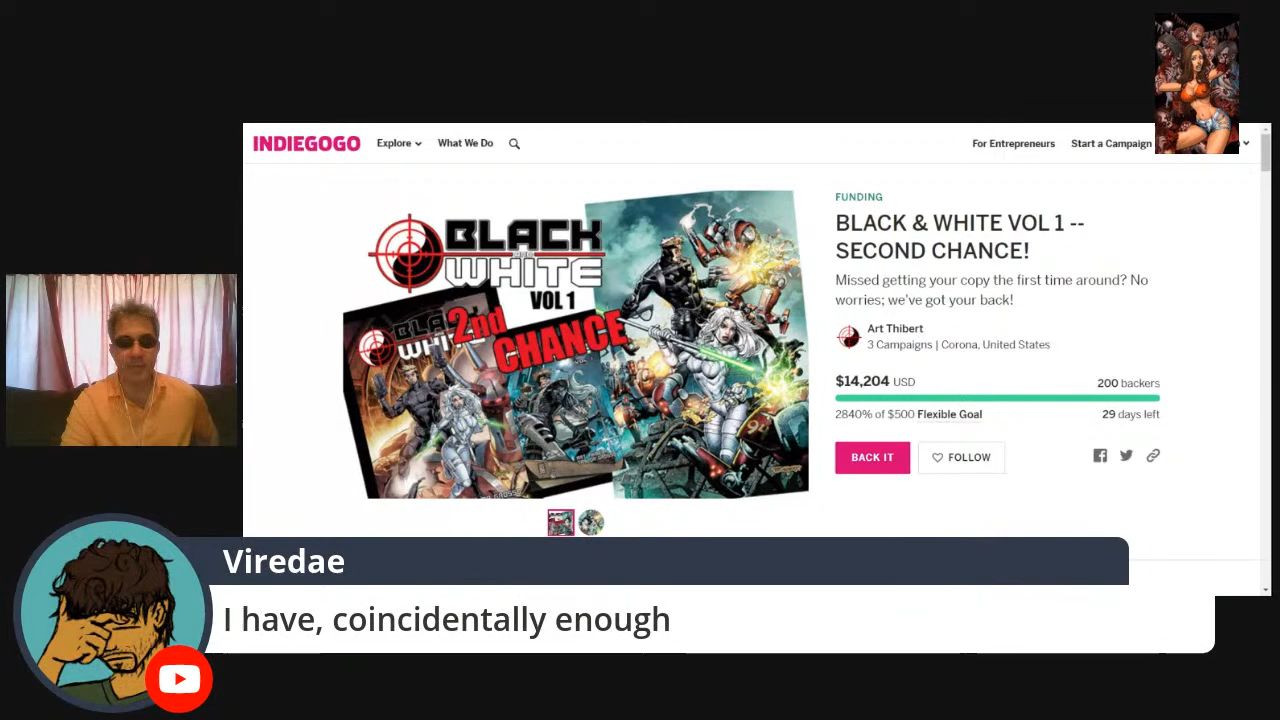 INDIEGOGO
Explore
What We Do
For Entrepreneurs
Start a Campaign
BLACK
WHITE
VOL 1
2nd
CHANCE
FUNDING
BLACK & WHITE VOL 1 --
SECOND CHANCE!
Missed getting your copy the first time around? No
worries; we've got your back!
Art Thibert
3 Campaigns | Corona, United States
$14,204 USD
200 backers
2840% of $500 Flexible Goal
29 days left
BACK IT
FOLLOW
Viredae
I have, coincidentally enough